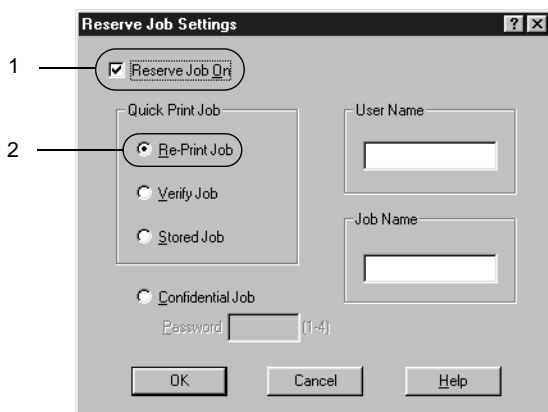 Reserve Job Settings
1
Reserve Job On
Quick Print Job
User Name
2
Re-Print Job
Verify Job
Job Name
Stored Job
Confidential Job
Password (1-4)
OK Cancel Help